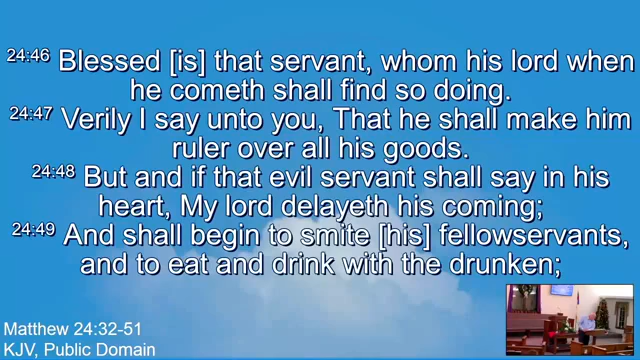 24:46 Blessed [is] that servant, whom his lord when
he cometh shall find so doing.
24:47 Verily I say unto you, That he shall make him
ruler over all his goods.
24:48 But and if that evil servant shall say in his
heart, My lord delayeth his coming;
24:49 And shall begin to smite [his] fellowservants,
and to eat and drink with the drunken;
Matthew 24:32-51
KJV, Public Domain